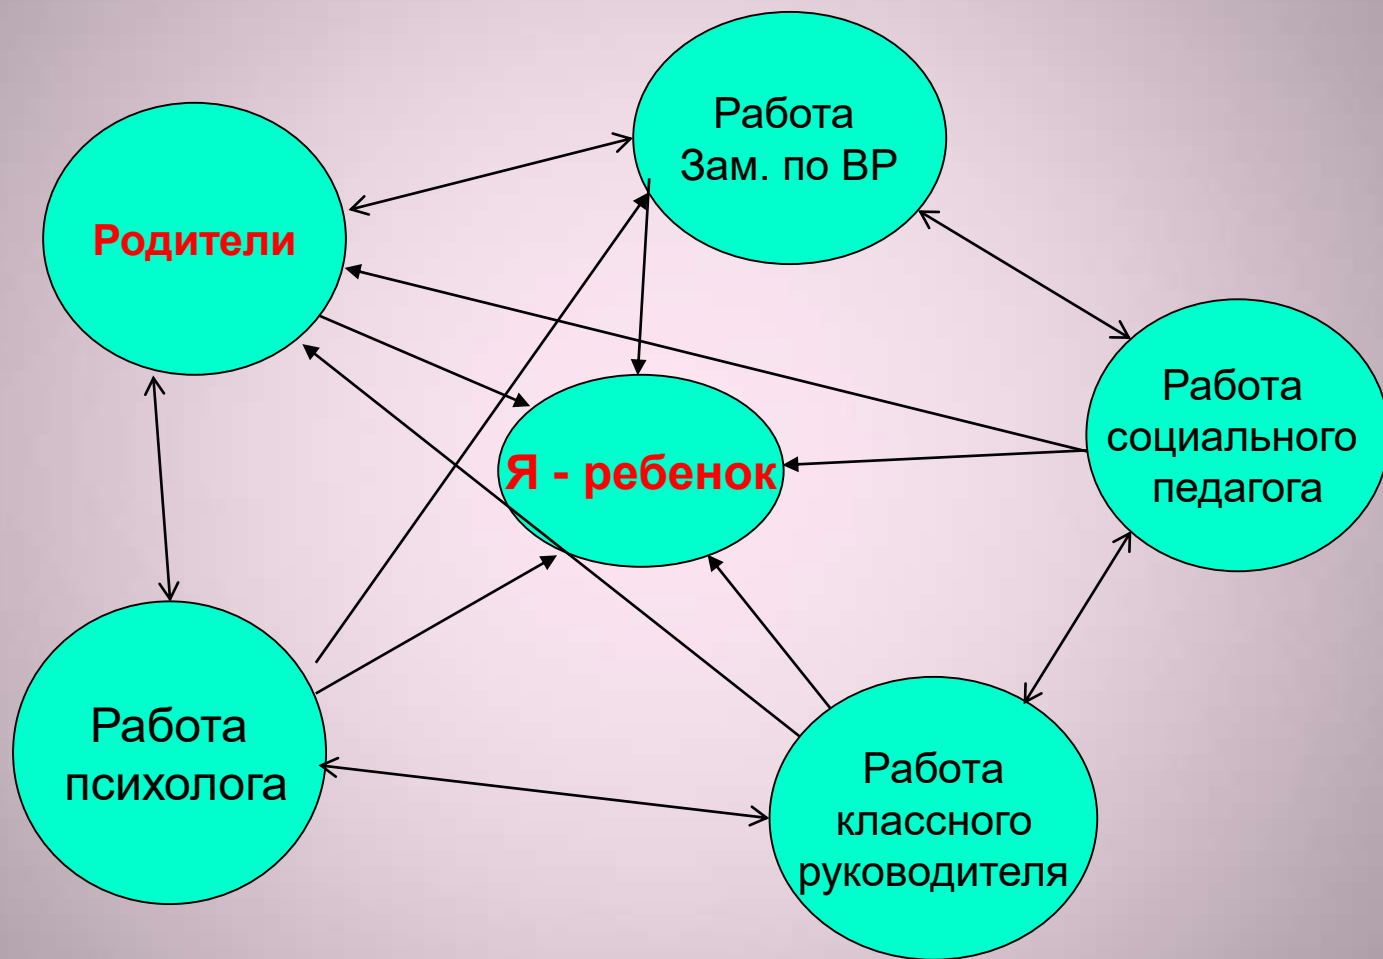 Работа
Зам. по ВР
Родители
Работа
социального
педагога
Я - ребенок
Работа
психолога
Работа
классного
руководителя